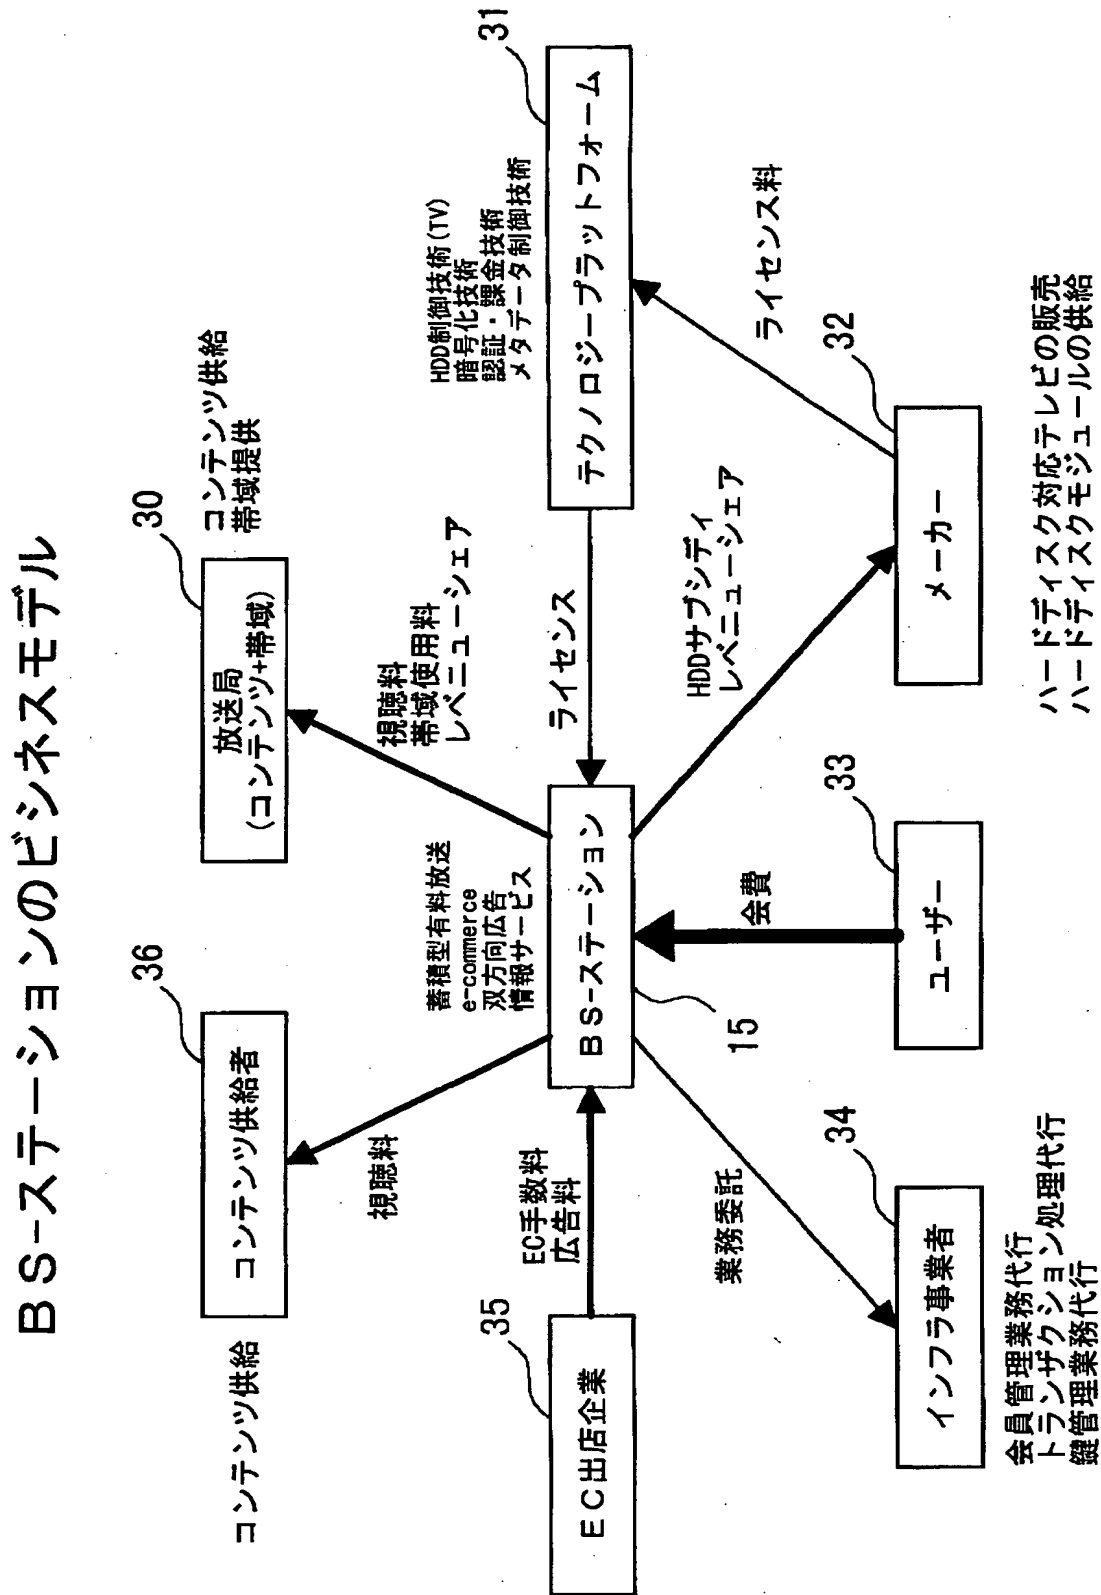 BS-ステーションのビジネスモデル
コンテンツ供給
36
コンテンツ供給者
30
放送局
(コンテンツ+帯域)
コンテンツ供給
帯域提供
視聴料
蓄積型有料放送
e-commerce
双方向広告
情報サービス
視聴料
帯域使用料
レベニューシェア
HDD制御技術(TV)
暗号化技術
認証・課金技術
メタデータ制御技術
31
35
EC出店企業
EC手数料
広告料
BS-ステーション
15
ライセンス
テクノロジープラットフォーム
業務委託
会費
HDDサブシディ
レベニューシェア
ライセンス料
34
インフラ事業者
33
ユーザー
32
メーカー
会員管理業務代行
トランザクション処理代行
鍵管理業務代行
ハードディスク対応テレビの販売
ハードディスクモジュールの供給